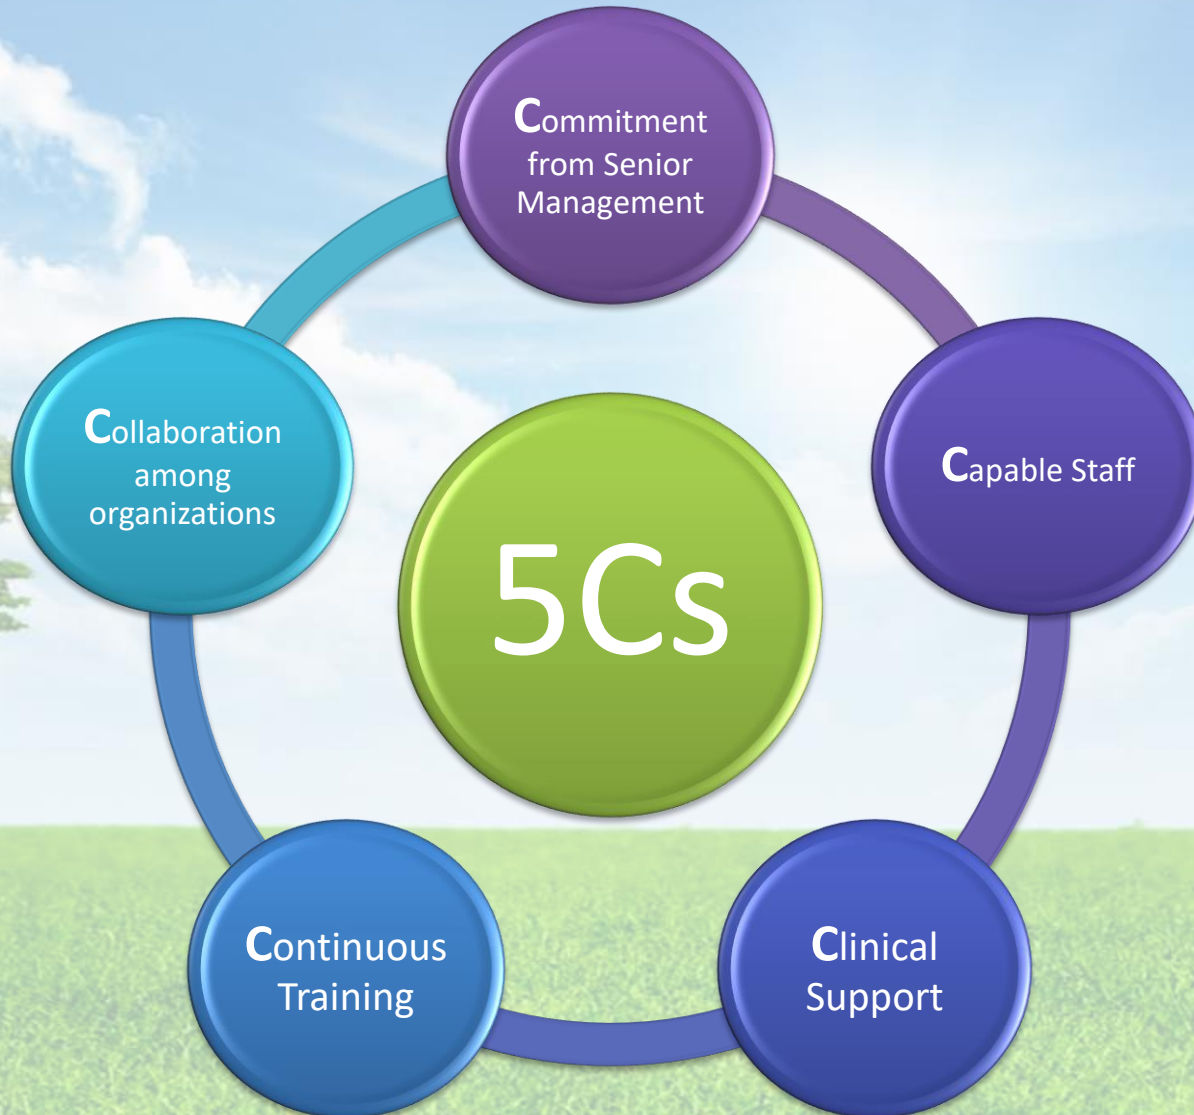 Commitment
from Senior
Management
Capable Staff
Clinical
Support
Continuous
Training
Collaboration
among
organizations
5Cs